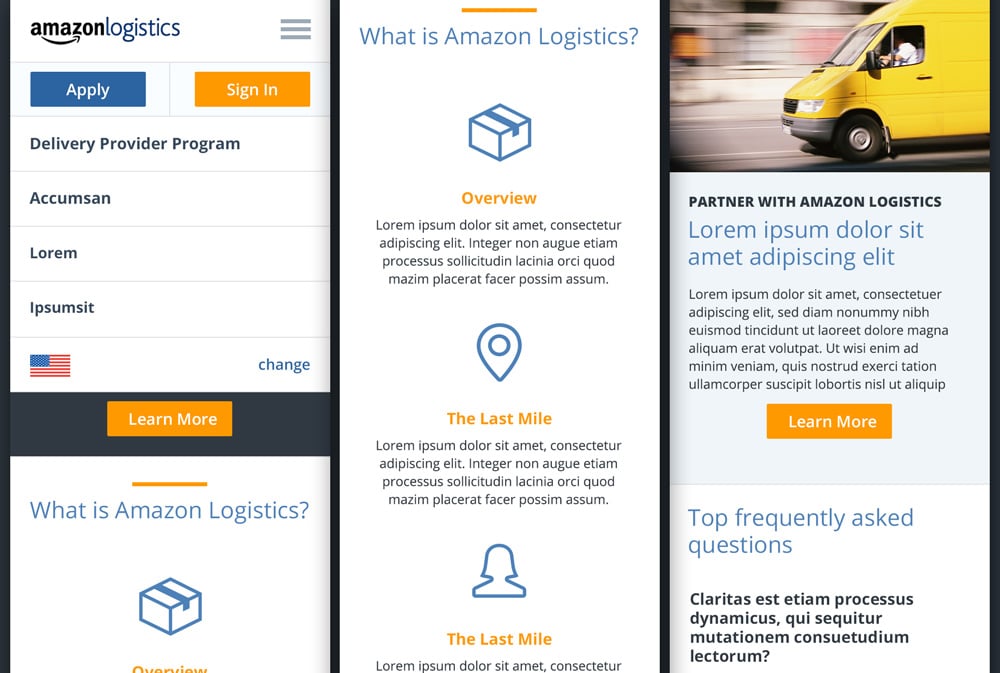 amazonlogistics
Apply
Sign In
Delivery Provider Program
Accumsan
Lorem
Ipsumsit
change
Learn More
What is Amazon Logistics?
Overview
What is Amazon Logistics?
Overview
Lorem ipsum dolor sit amet, consectetur
adipiscing elit. Integer non augue etiam
processus sollicitudin lacinia orci quod
mazim placerat facer possim assum.
The Last Mile
Lorem ipsum dolor sit amet, consectetur
adipiscing elit. Integer non augue etiam
processus sollicitudin lacinia orci quod
mazim placerat facer possim assum.
The Last Mile
Lorem ipsum dolor sit amet, consectetur
PARTNER WITH AMAZON LOGISTICS
Lorem ipsum dolor sit
amet adipiscing elit
Lorem ipsum dolor sit amet, consectetuer
adipiscing elit, sed diam nonummy nibh
euismod tincidunt ut laoreet dolore magna
aliquam erat volutpat. Ut wisi enim ad
minim veniam, quis nostrud exerci tation
ullamcorper suscipit lobortis nisl ut aliquip
Learn More
Top frequently asked
questions
Claritas est etiam processus
dynamicus, qui sequitur
mutationem consuetudium
lectorum?